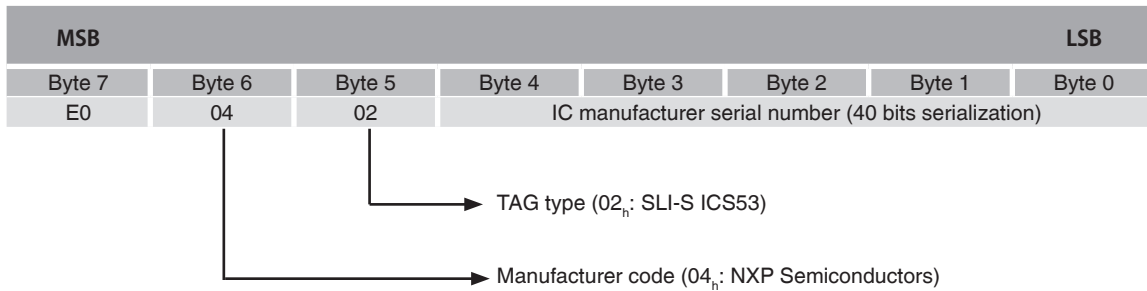 MSB LSB
Byte 7 Byte 6 Byte 5 Byte 4 Byte 3 Byte 2 Byte 1 Byte 0
E0 04 02 IC manufacturer serial number (40 bits serialization)
TAG type (02h: SLI-S ICS53)
Manufacturer code (04h: NXP Semiconductors)